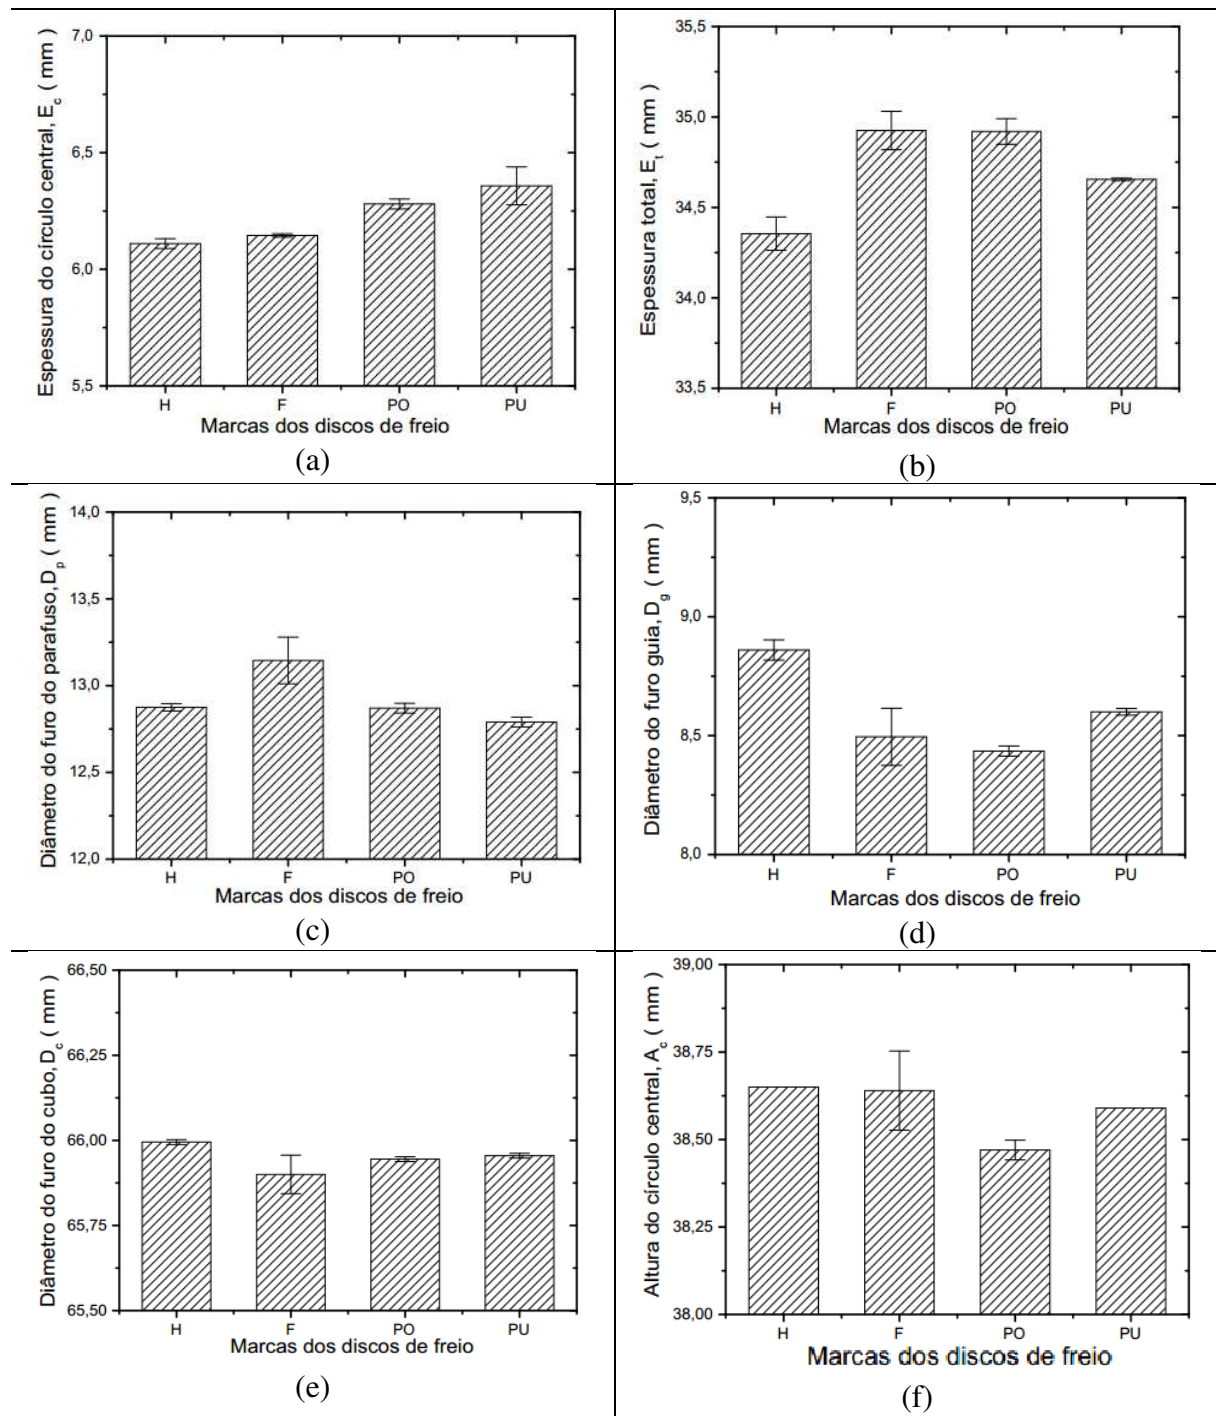 Espessura do círculo central, E_c ( mm )
7,0
6,5
6,0
5,5
H F PO PU
Marcas dos discos de freio
(a)
Espessura total, E_t ( mm )
35,5
35,0
34,5
34,0
33,5
H F PO PU
Marcas dos discos de freio
(b)
Diâmetro do furo do parafuso, D_p ( mm )
14,0
13,5
13,0
12,5
12,0
H F PO PU
Marcas dos discos de freio
(c)
Diâmetro do furo guia, D_g ( mm )
9,5
9,0
8,5
8,0
H F PO PU
Marcas dos discos de freio
(d)
Diâmetro do furo do cubo, D_c ( mm )
66,50
66,25
66,00
65,75
65,50
H F PO PU
Marcas dos discos de freio
(e)
Altura do círculo central, A_c ( mm )
39,00
38,75
38,50
38,25
38,00
H F PO PU
Marcas dos discos de freio
(f)